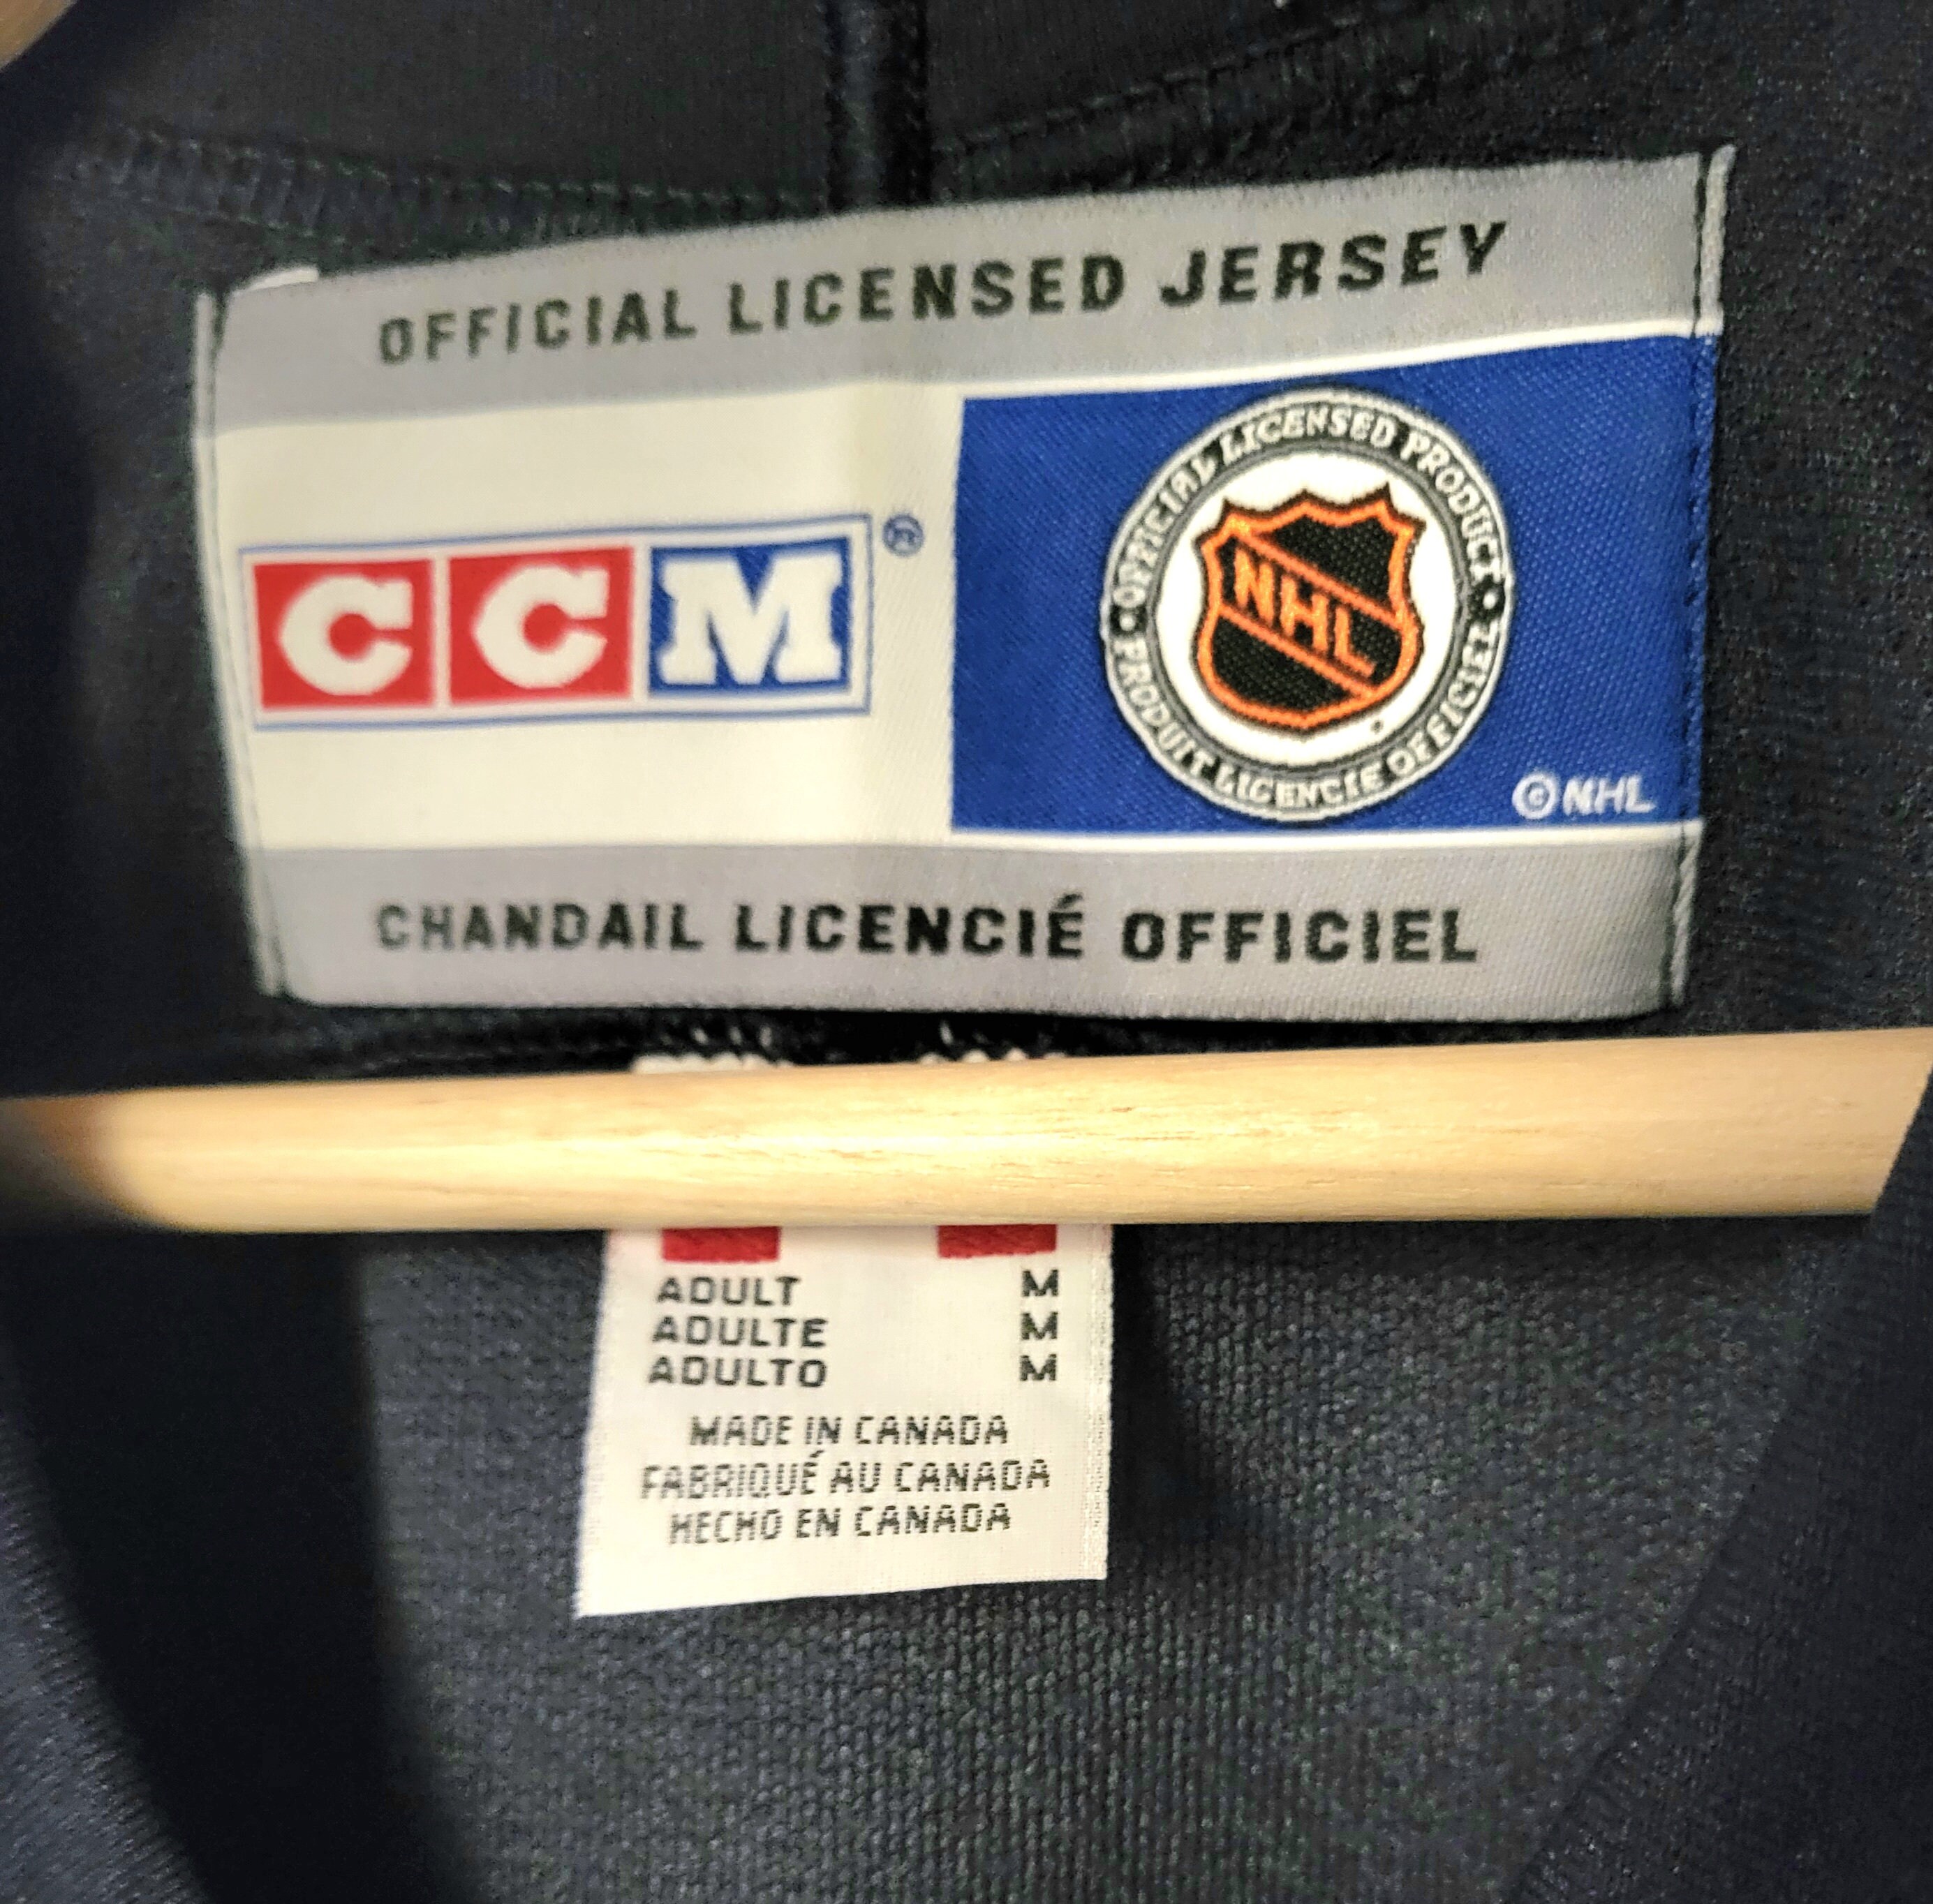 OFFICIAL LICENSED JERSEY
CCM®
• OFFICIAL LICENSED PRODUCT •
NHL
PRODUIT LICENCIÉ OFFICIEL
©NHL
CHANDAIL LICENCIÉ OFFICIEL
ADULT M
ADULTE M
ADULTO M
MADE IN CANADA
FABRIQUÉ AU CANADA
HECHO EN CANADA